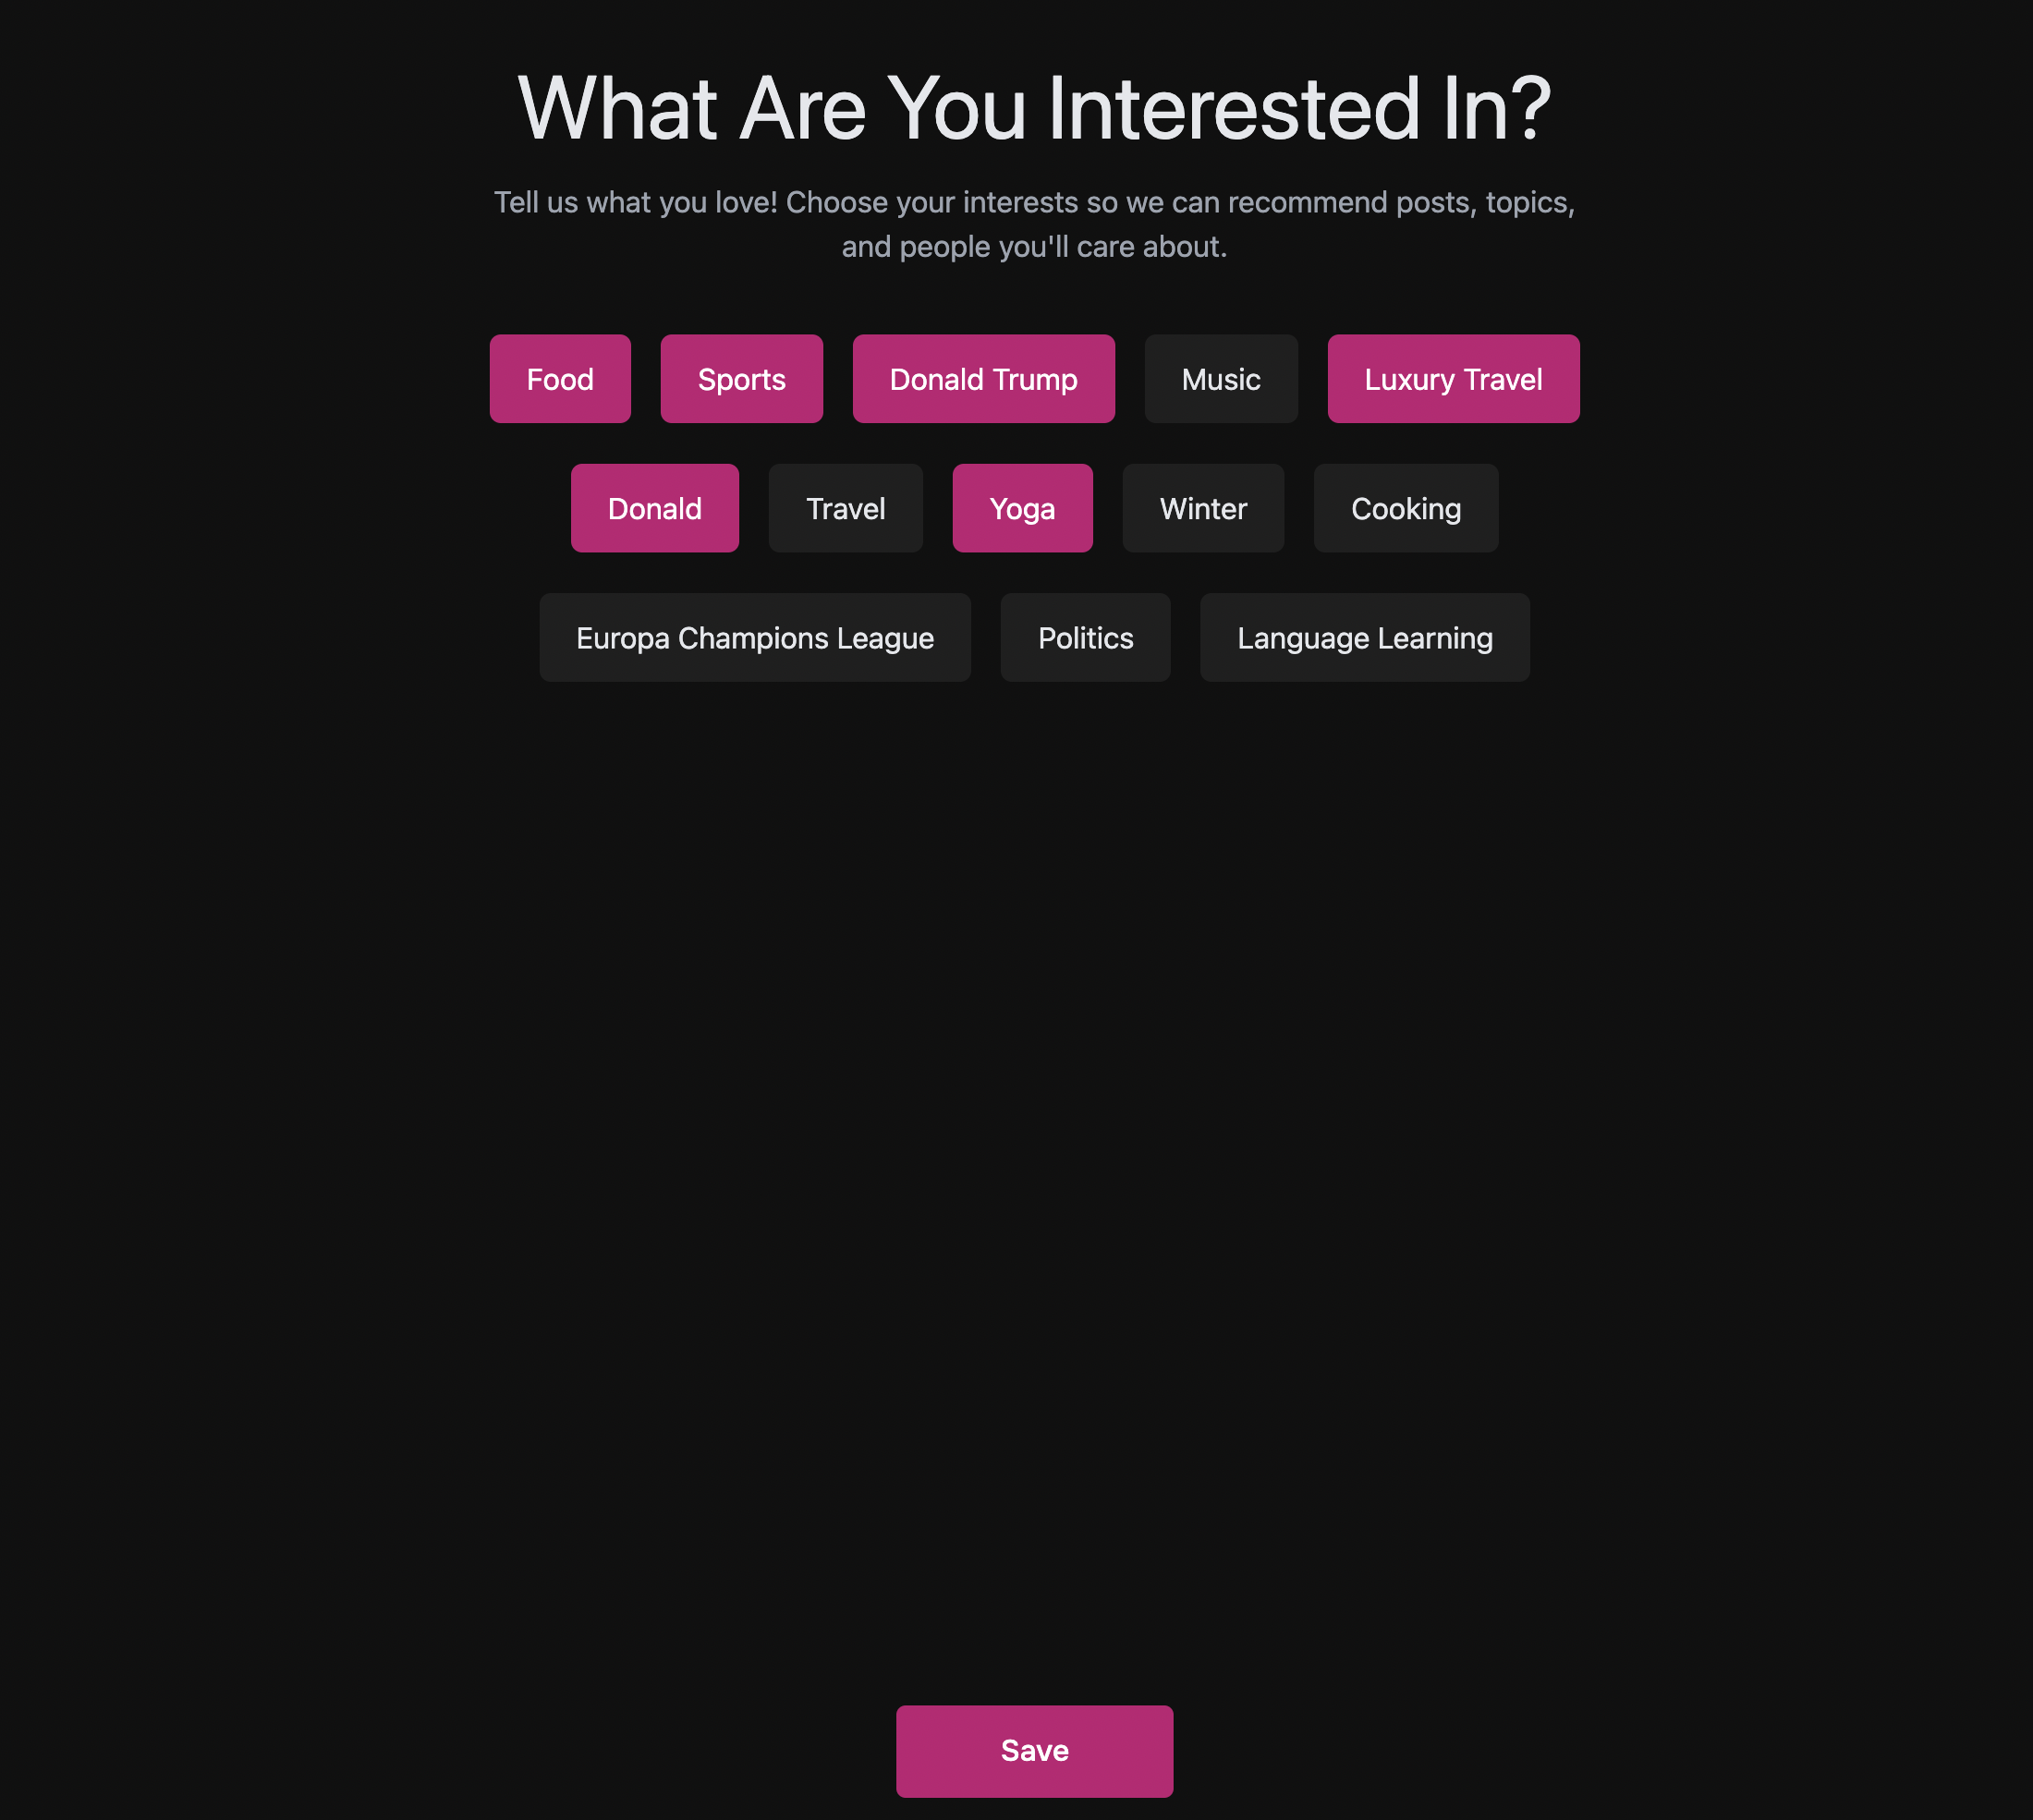 What Are You Interested In?
Tell us what you love! Choose your interests so we can recommend posts, topics,
and people you'll care about.
Food Sports Donald Trump Music Luxury Travel
Donald Travel Yoga Winter Cooking
Europa Champions League Politics Language Learning
Save